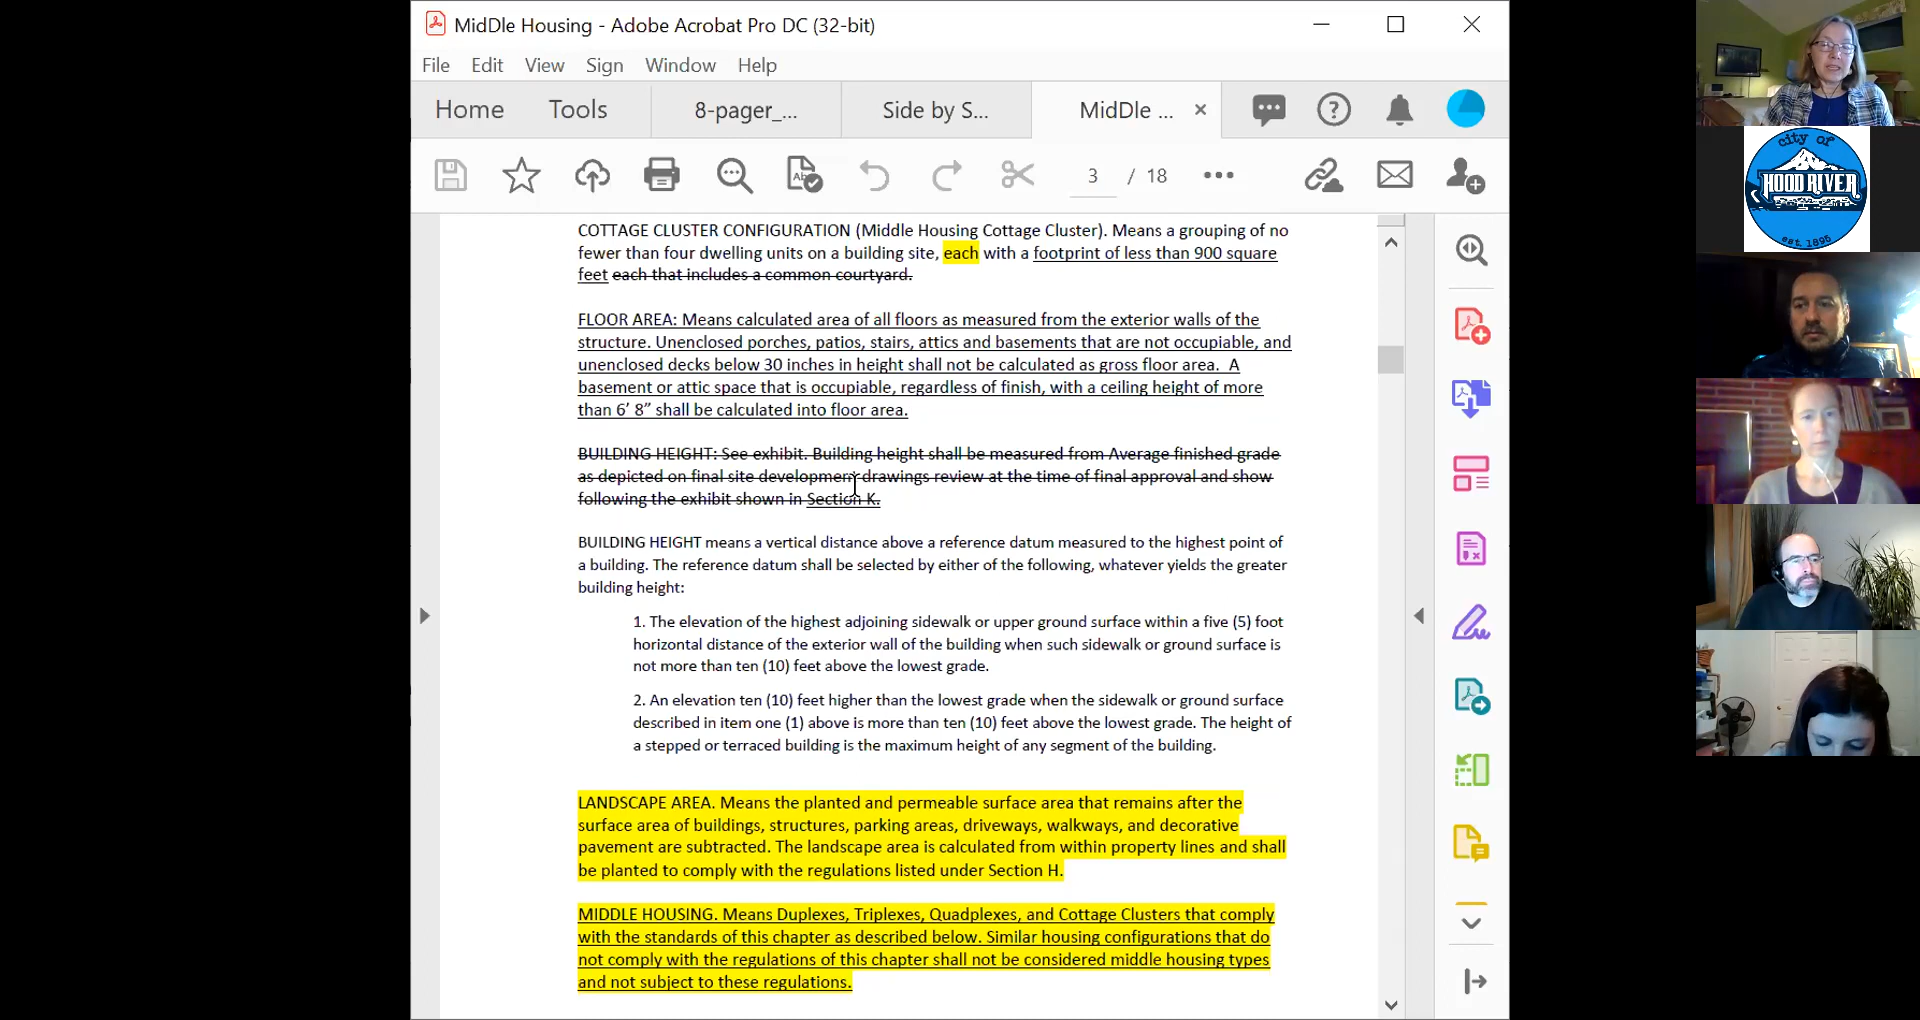 MidDle Housing - Adobe Acrobat Pro DC (32-bit)
File Edit View Sign Window Help
Home Tools 8-pager_... Side by S... MidDle ...
3 / 18
COTTAGE CLUSTER CONFIGURATION (Middle Housing Cottage Cluster). Means a grouping of no
fewer than four dwelling units on a building site, each with a footprint of less than 900 square
feet each that includes a common courtyard.
FLOOR AREA: Means calculated area of all floors as measured from the exterior walls of the
structure. Unenclosed porches, patios, stairs, attics and basements that are not occupiable, and
unenclosed decks below 30 inches in height shall not be calculated as gross floor area. A
basement or attic space that is occupiable, regardless of finish, with a ceiling height of more
than 6’ 8” shall be calculated into floor area.
BUILDING HEIGHT: See exhibit. Building height shall be measured from Average finished grade
as depicted on final site development drawings review at the time of final approval and show
following the exhibit shown in Section K.
BUILDING HEIGHT means a vertical distance above a reference datum measured to the highest point of
a building. The reference datum shall be selected by either of the following, whatever yields the greater
building height:
1. The elevation of the highest adjoining sidewalk or upper ground surface within a five (5) foot
horizontal distance of the exterior wall of the building when such sidewalk or ground surface is
not more than ten (10) feet above the lowest grade.
2. An elevation ten (10) feet higher than the lowest grade when the sidewalk or ground surface
described in item one (1) above is more than ten (10) feet above the lowest grade. The height of
a stepped or terraced building is the maximum height of any segment of the building.
LANDSCAPE AREA. Means the planted and permeable surface area that remains after the
surface area of buildings, structures, parking areas, driveways, walkways, and decorative
pavement are subtracted. The landscape area is calculated from within property lines and shall
be planted to comply with the regulations listed under Section H.
MIDDLE HOUSING. Means Duplexes, Triplexes, Quadplexes, and Cottage Clusters that comply
with the standards of this chapter as described below. Similar housing configurations that do
not comply with the regulations of this chapter shall not be considered middle housing types
and not subject to these regulations.
city of
HOOD RIVER
est. 1895